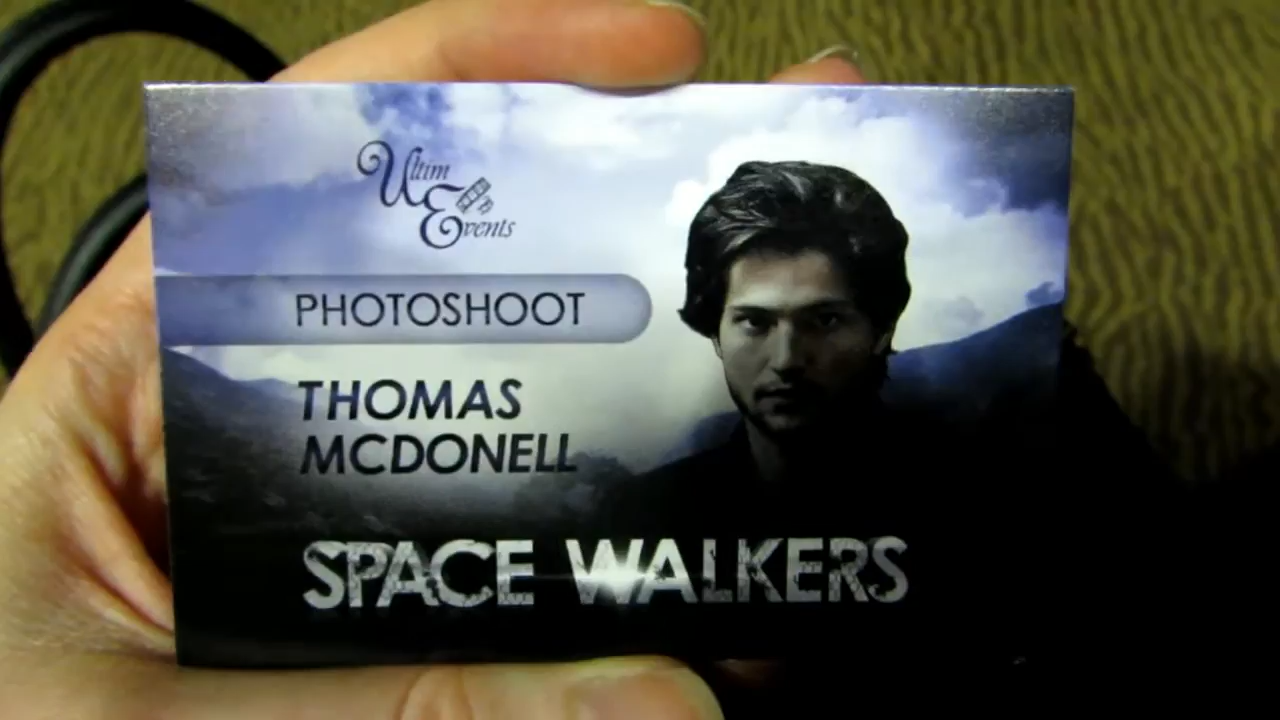 Ultim
Events
PHOTOSHOOT
THOMAS
MCDONELL
SPACE WALKERS